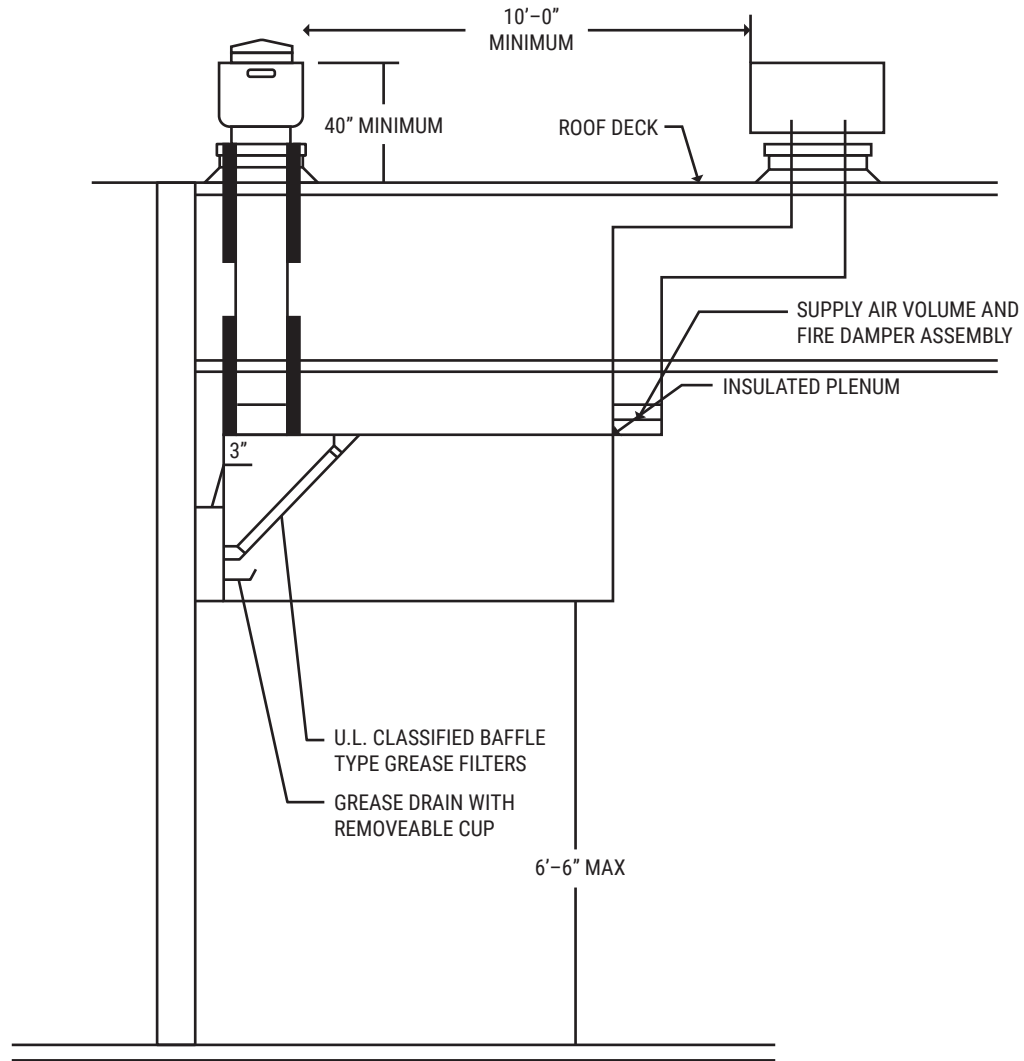 10’–0”
MINIMUM
40” MINIMUM
ROOF DECK
SUPPLY AIR VOLUME AND
FIRE DAMPER ASSEMBLY
INSULATED PLENUM
3”
U.L. CLASSIFIED BAFFLE
TYPE GREASE FILTERS
GREASE DRAIN WITH
REMOVEABLE CUP
6’–6” MAX